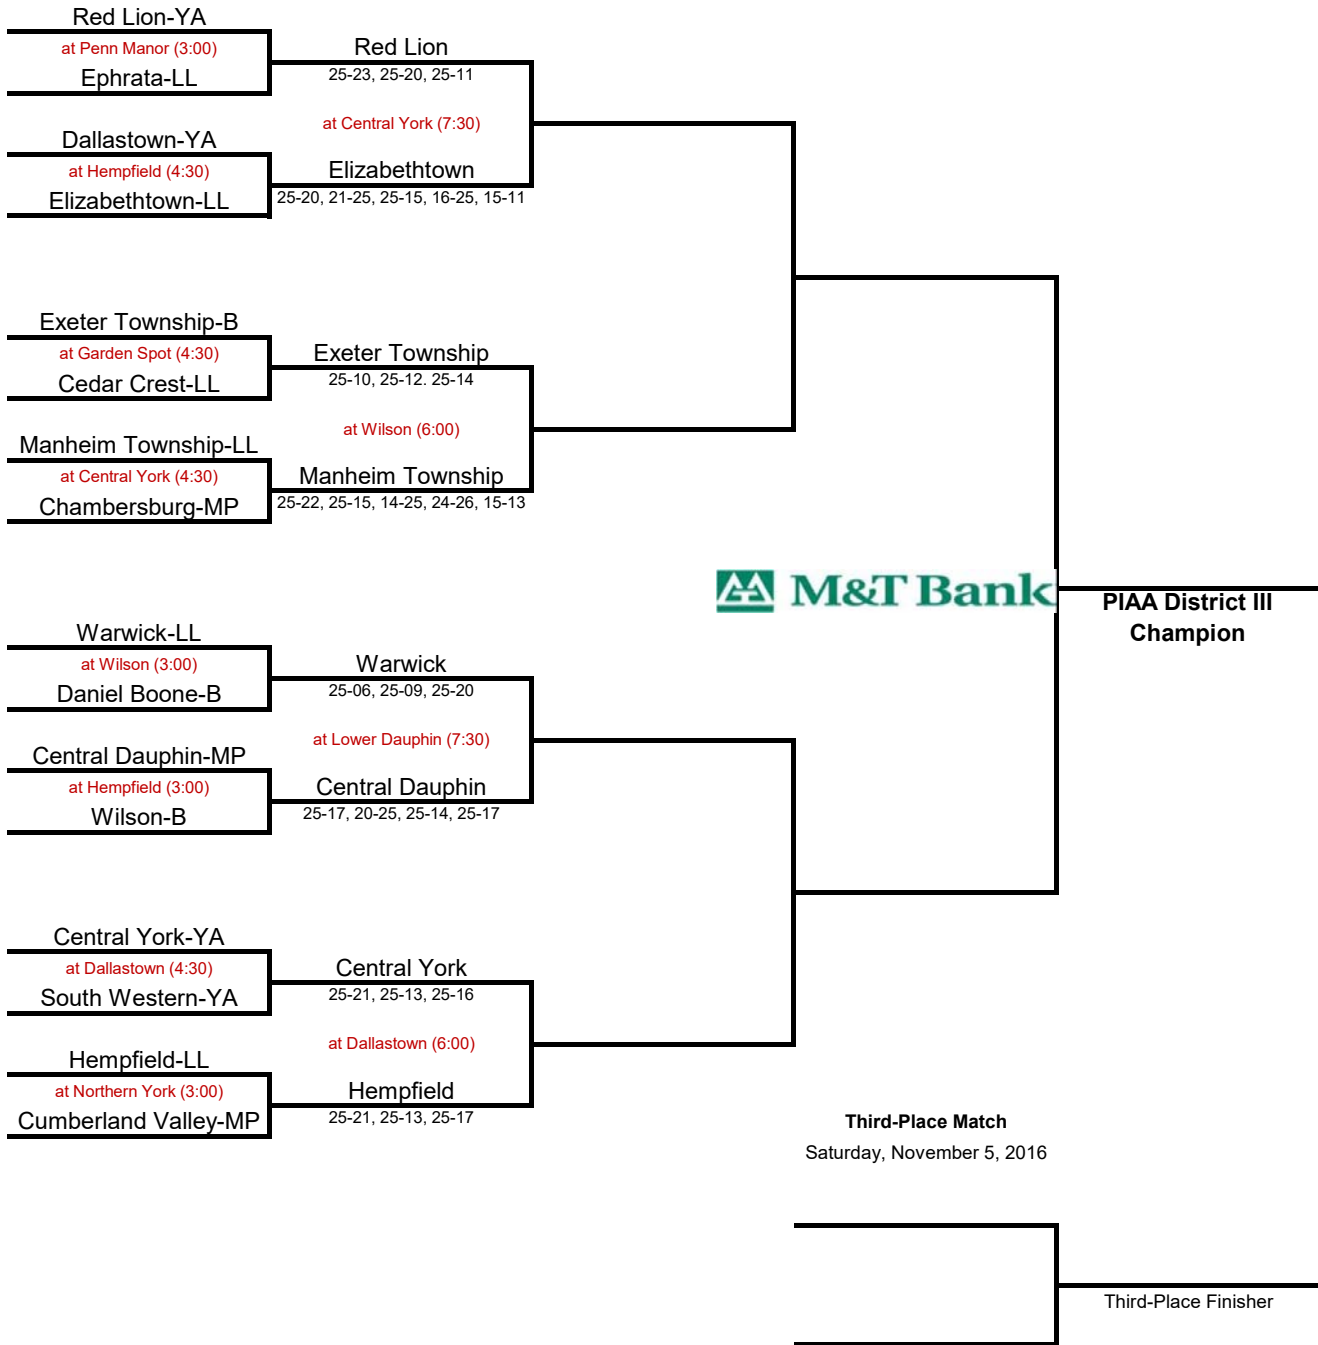 Red Lion-YA
at Penn Manor (3:00)
Ephrata-LL
Red Lion
25-23, 25-20, 25-11
at Central York (7:30)
Dallastown-YA
at Hempfield (4:30)
Elizabethtown-LL
Elizabethtown
25-20, 21-25, 25-15, 16-25, 15-11
Exeter Township-B
at Garden Spot (4:30)
Cedar Crest-LL
Exeter Township
25-10, 25-12. 25-14
at Wilson (6:00)
Manheim Township-LL
at Central York (4:30)
Chambersburg-MP
Manheim Township
25-22, 25-15, 14-25, 24-26, 15-13
M&T Bank
PIAA District III
Champion
Warwick-LL
at Wilson (3:00)
Daniel Boone-B
Warwick
25-06, 25-09, 25-20
at Lower Dauphin (7:30)
Central Dauphin-MP
at Hempfield (3:00)
Wilson-B
Central Dauphin
25-17, 20-25, 25-14, 25-17
Central York-YA
at Dallastown (4:30)
South Western-YA
Central York
25-21, 25-13, 25-16
at Dallastown (6:00)
Hempfield-LL
at Northern York (3:00)
Cumberland Valley-MP
Hempfield
25-21, 25-13, 25-17
Third-Place Match
Saturday, November 5, 2016
Third-Place Finisher